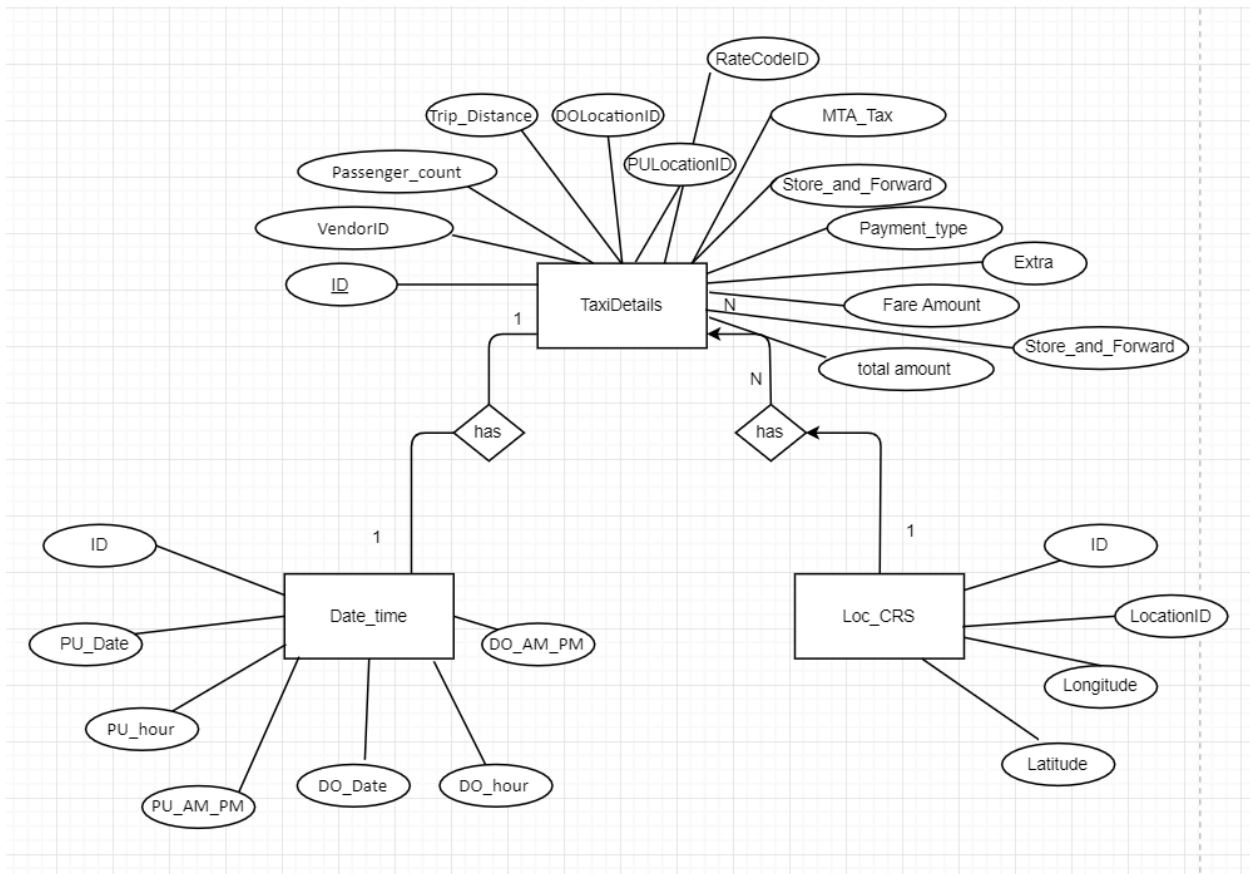 RateCodeID
Trip_Distance
DOLocationID
MTA_Tax
PULocationID
Passenger_count
Store_and_Forward
VendorID
Payment_type
Extra
ID
TaxiDetails
N
Fare Amount
1
Store_and_Forward
total amount
N
has
has
1
1
ID
ID
Date_time
Loc_CRS
LocationID
PU_Date
DO_AM_PM
Longitude
PU_hour
Latitude
DO_Date
DO_hour
PU_AM_PM